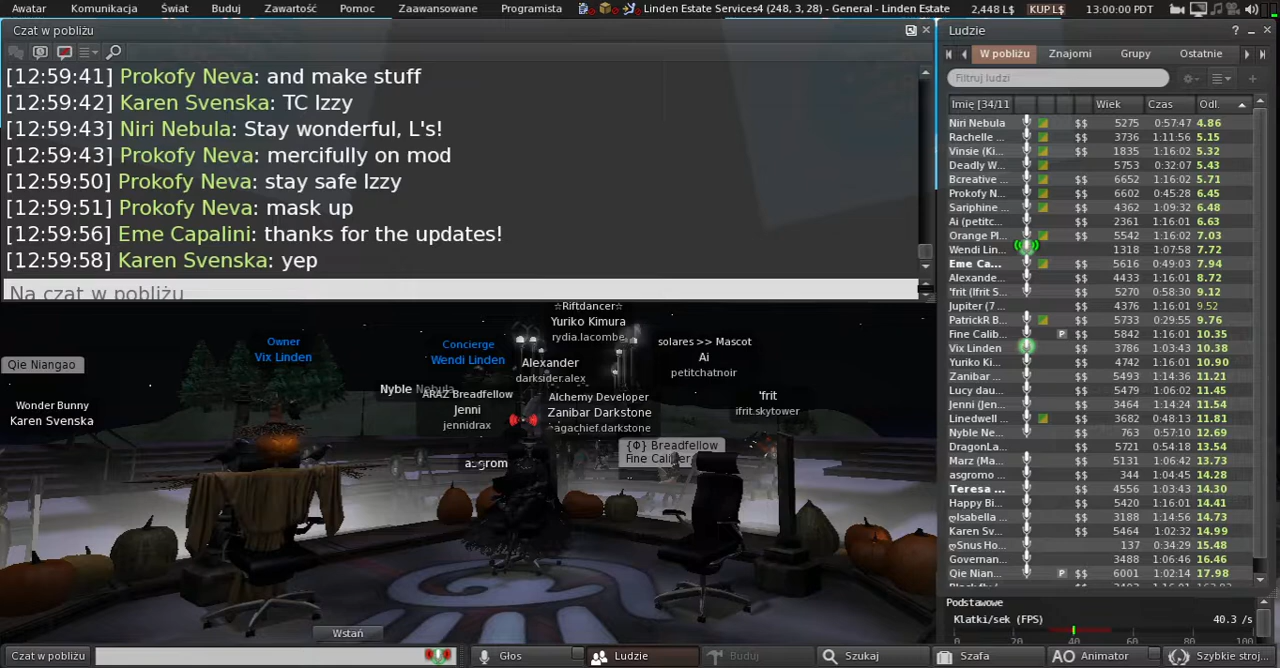 Awatar Komunikacja Świat Buduj Zawartość Pomoc Zaawansowane Programista Linden Estate Services4 (248, 3, 28) - General - Linden Estate 2,448 L$ KUP L$ 13:00:00 PDT
Czat w pobliżu
[12:59:41] Prokofy Neva: and make stuff
[12:59:42] Karen Svenska: TC Izzy
[12:59:43] Niri Nebula: Stay wonderful, L's!
[12:59:43] Prokofy Neva: mercifully on mod
[12:59:50] Prokofy Neva: stay safe Izzy
[12:59:51] Prokofy Neva: mask up
[12:59:56] Eme Capalini: thanks for the updates!
[12:59:58] Karen Svenska: yep
Na czat w pobliżu
☆Riftdancer☆
Yuriko Kimura
rydia.lacombe
Owner
Vix Linden
Concierge
Wendi Linden
solares >> Mascot
Ai
petitchatnoir
Qie Niangao
Alexander
darksider.alex
Nyble Nebula
ARAZ Breadfellow
Jenni
jennidrax
Alchemy Developer
Zanibar Darkstone
agachief.darkstone
'frit
ifrit.skytower
Wonder Bunny
Karen Svenska
{Φ} Breadfellow
Fine Caliber
asgrom
Wstań
Ludzie
W pobliżu Znajomi Grupy Ostatnie
Filtruj ludzi
Imię [34/11 Wiek Czas Odl.
Niri Nebula $$ 5275 0:57:47 4.86
Rachelle ... $$ 3736 1:11:56 5.15
Vinsie (Ki... $$ 1835 1:16:02 5.32
Deadly W... 5753 0:32:07 5.43
Bcreative ... $$ 6652 1:16:02 5.71
Prokofy N... $$ 6602 0:45:28 6.45
Sariphine ... $$ 4362 1:09:32 6.48
Ai (petitc... $$ 2361 1:16:01 6.63
Orange Pl... $$ 5542 1:16:02 7.03
Wendi Lin... 1318 1:07:58 7.72
Eme Ca... $$ 5616 0:49:03 7.94
Alexande... $$ 4433 1:16:01 8.72
'frit (Ifrit S... $$ 5270 0:58:30 9.12
Jupiter (7 ... $$ 4376 1:16:01 9.52
PatrickR B... $$ 5733 0:29:55 9.76
Fine Calib... P $$ 5842 1:16:01 10.35
Vix Linden $$ 3786 1:03:43 10.38
Yuriko Ki... $$ 4742 1:16:01 10.90
Zanibar ... $$ 5493 1:14:36 11.21
Lucy dau... $$ 5479 1:06:02 11.45
Jenni (Jen... $$ 3464 1:14:24 11.54
Linedwell ... $$ 3682 0:48:13 11.81
Nyble Ne... $$ 763 0:57:10 12.69
DragonLa... 5721 0:54:18 13.54
Marz (Ma... $$ 5131 1:06:42 13.73
asgromo ... $$ 344 1:04:45 14.28
Teresa ... $$ 4556 1:03:43 14.30
Happy Bi... $$ 5420 1:16:01 14.41
ღIsabella ... $$ 3188 1:14:56 14.73
Karen Sv... $$ 5464 1:02:32 14.99
ღSnus Ho... 137 0:34:29 15.48
Governan... 3488 1:06:46 16.46
Qie Nian... P $$ 6001 1:02:14 17.98
Podstawowe
Klatki/sek (FPS) 40.3 /s
0 20 40 60 80 100
Czat w pobliżu Głos Ludzie Buduj Szukaj Szafa AO Animator Szybkie stroj...